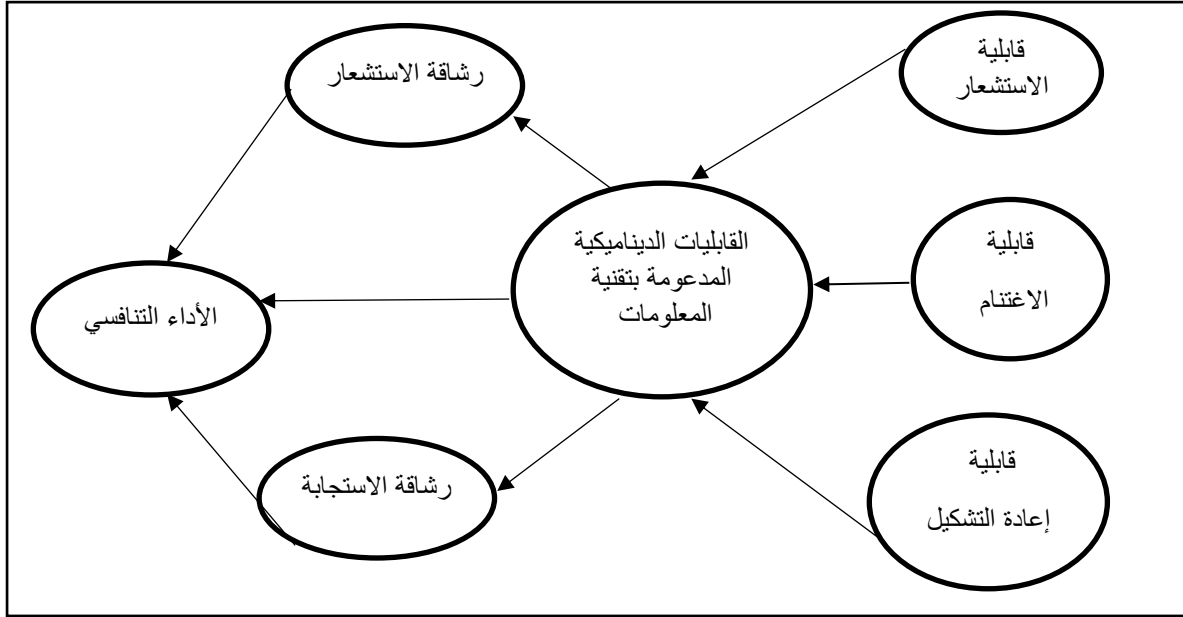 قابلية
الاستشعار
رشاقة الاستشعار
قابلية
الاغتنام
القابليات الديناميكية
المدعومة بتقنية
المعلومات
الأداء التنافسي
قابلية
إعادة التشكيل
رشاقة الاستجابة